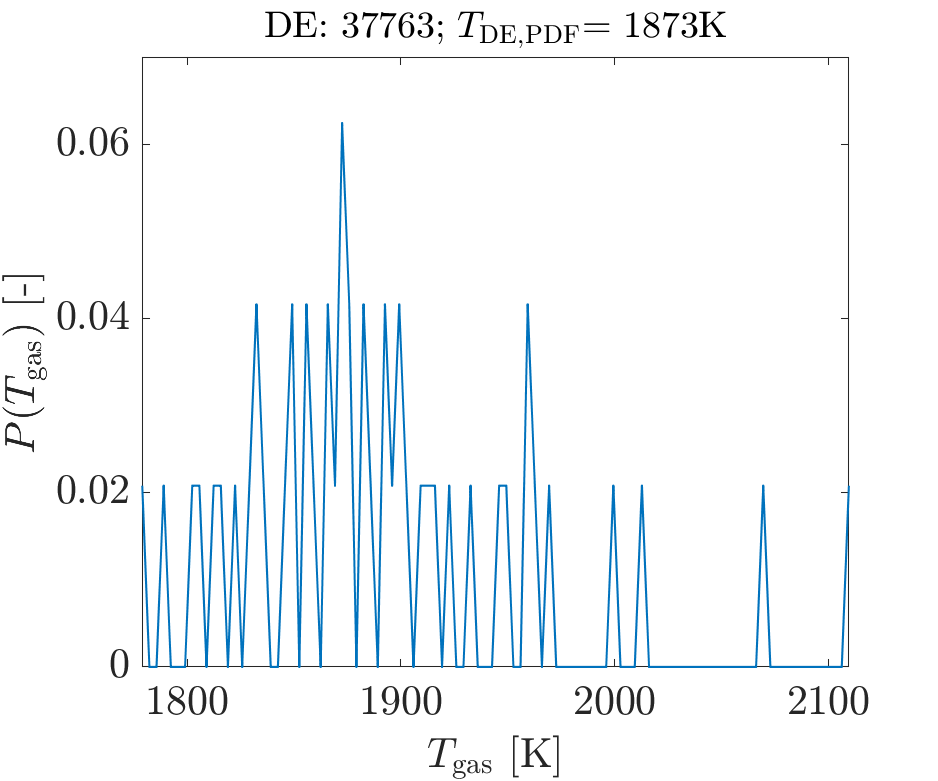 DE: 37763; T_DE,PDF= 1873K
0.06
0.04
0.02
0
P(T_gas) [-]
1800 1900 2000 2100
T_gas [K]